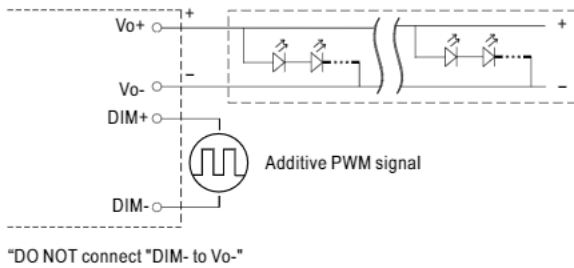 Vo+
+
+
−
−
Vo-
DIM+
Additive PWM signal
DIM-
"DO NOT connect "DIM- to Vo-"